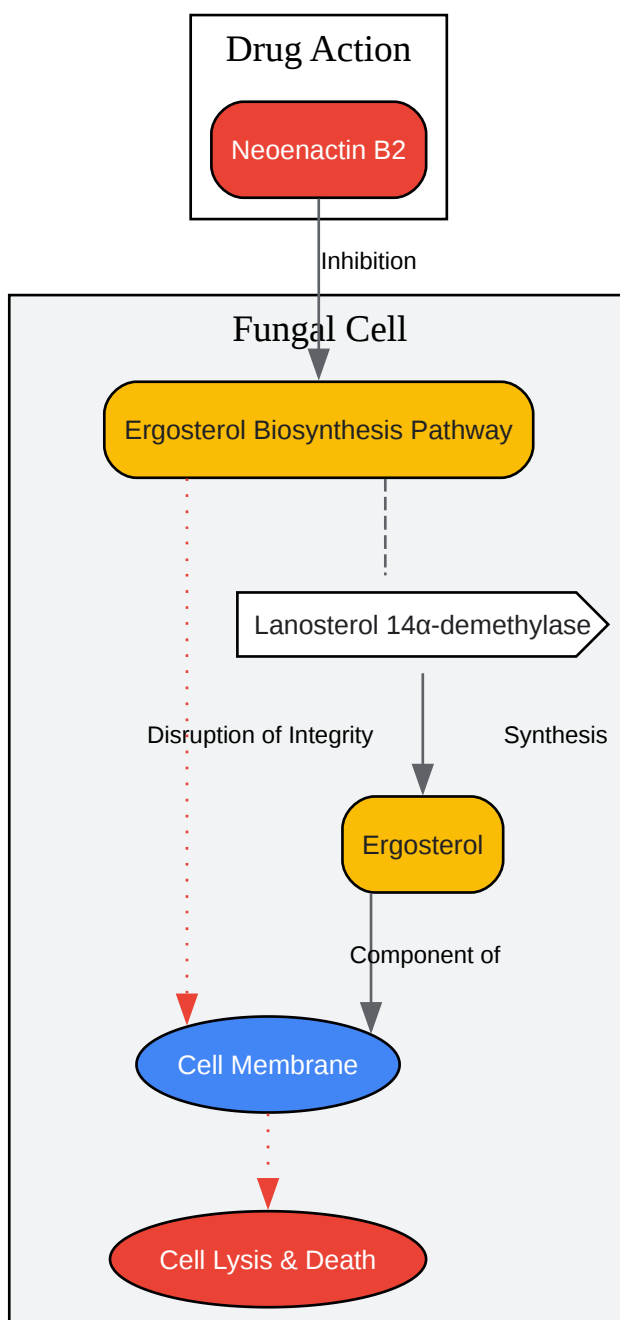 Drug Action
Neoenactin B2
Inhibition
Fungal Cell
Ergosterol Biosynthesis Pathway
Lanosterol 14α-demethylase
Disruption of Integrity
Synthesis
Ergosterol
Component of
Cell Membrane
Cell Lysis & Death